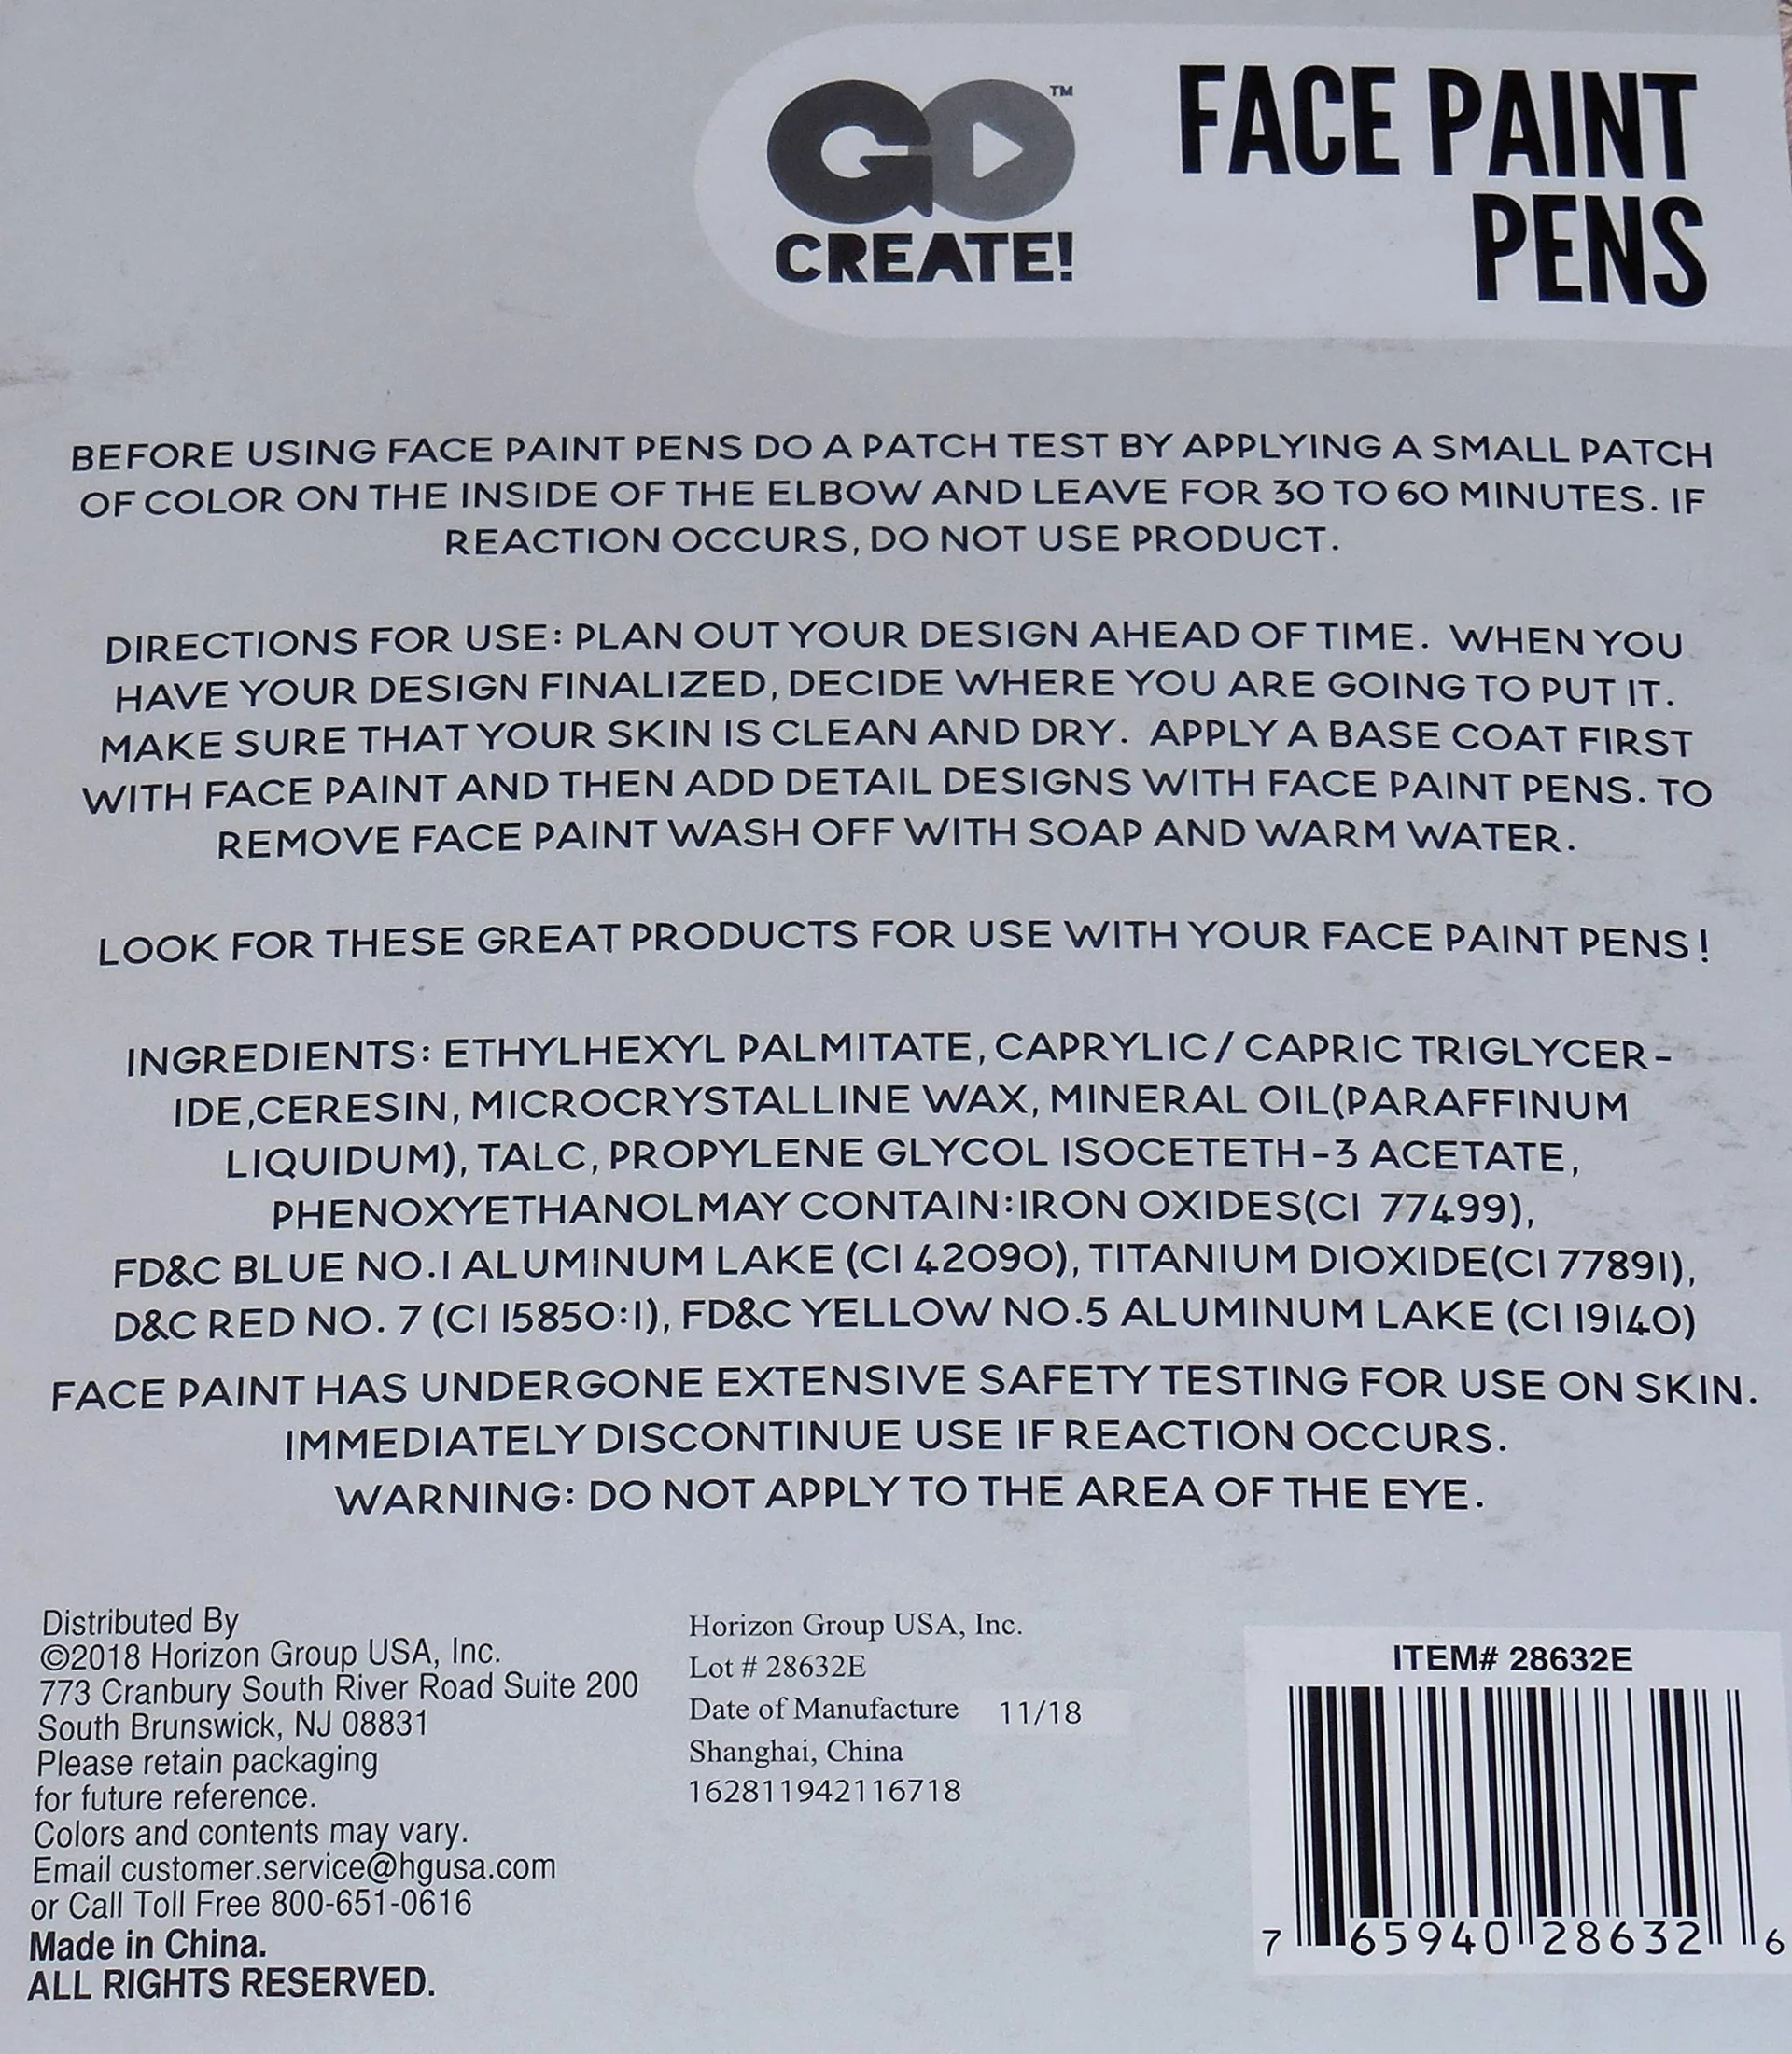 GO™
CREATE!
FACE PAINT
PENS
BEFORE USING FACE PAINT PENS DO A PATCH TEST BY APPLYING A SMALL PATCH
OF COLOR ON THE INSIDE OF THE ELBOW AND LEAVE FOR 30 TO 60 MINUTES. IF
REACTION OCCURS, DO NOT USE PRODUCT.
DIRECTIONS FOR USE: PLAN OUT YOUR DESIGN AHEAD OF TIME. WHEN YOU
HAVE YOUR DESIGN FINALIZED, DECIDE WHERE YOU ARE GOING TO PUT IT.
MAKE SURE THAT YOUR SKIN IS CLEAN AND DRY. APPLY A BASE COAT FIRST
WITH FACE PAINT AND THEN ADD DETAIL DESIGNS WITH FACE PAINT PENS. TO
REMOVE FACE PAINT WASH OFF WITH SOAP AND WARM WATER.
LOOK FOR THESE GREAT PRODUCTS FOR USE WITH YOUR FACE PAINT PENS!
INGREDIENTS: ETHYLHEXYL PALMITATE, CAPRYLIC/ CAPRIC TRIGLYCER-
IDE,CERESIN, MICROCRYSTALLINE WAX, MINERAL OIL(PARAFFINUM
LIQUIDUM), TALC, PROPYLENE GLYCOL ISOCETETH-3 ACETATE,
PHENOXYETHANOLMAY CONTAIN:IRON OXIDES(CI 77499),
FD&C BLUE NO.1 ALUMINUM LAKE (CI 42090), TITANIUM DIOXIDE(CI 77891),
D&C RED NO. 7 (CI 15850:1), FD&C YELLOW NO.5 ALUMINUM LAKE (CI 19140)
FACE PAINT HAS UNDERGONE EXTENSIVE SAFETY TESTING FOR USE ON SKIN.
IMMEDIATELY DISCONTINUE USE IF REACTION OCCURS.
WARNING: DO NOT APPLY TO THE AREA OF THE EYE.
Distributed By
©2018 Horizon Group USA, Inc.
773 Cranbury South River Road Suite 200
South Brunswick, NJ 08831
Please retain packaging
for future reference.
Colors and contents may vary.
Email customer.service@hgusa.com
or Call Toll Free 800-651-0616
Made in China.
ALL RIGHTS RESERVED.
Horizon Group USA, Inc.
Lot # 28632E
Date of Manufacture 11/18
Shanghai, China
162811942116718
ITEM# 28632E
7 65940 28632 6